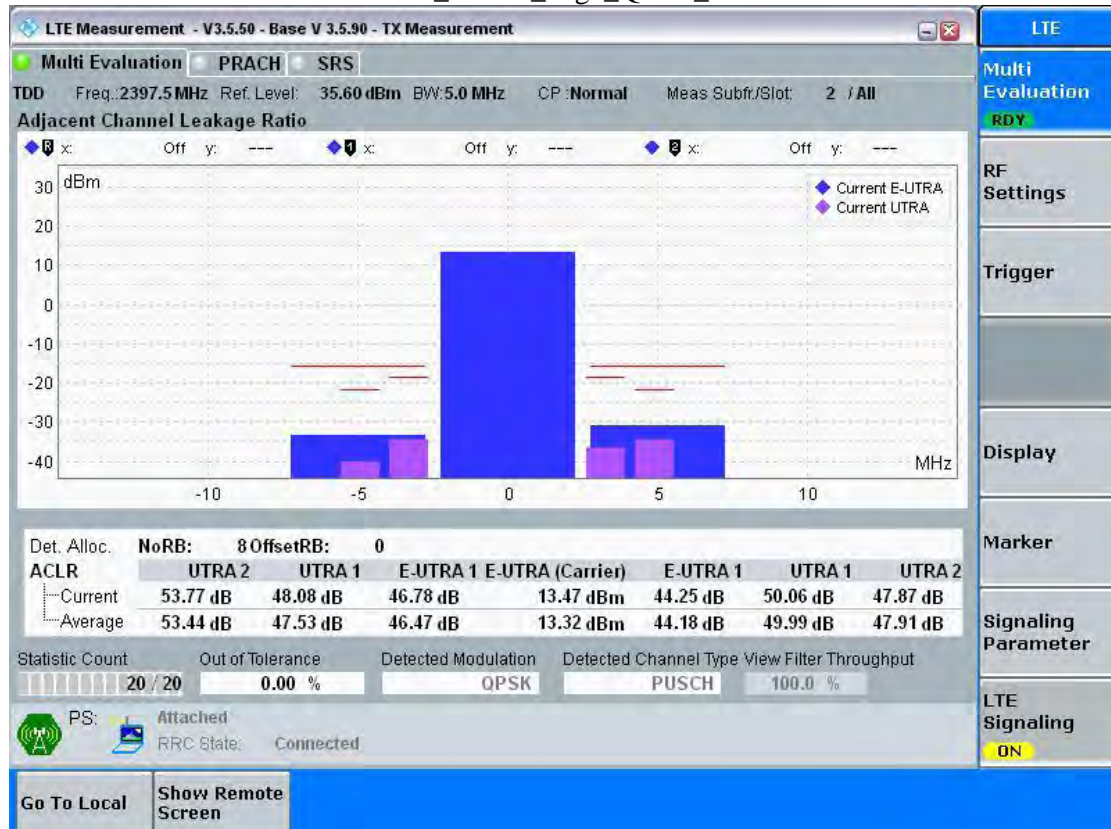 LTE Measurement - V3.5.50 - Base V 3.5.90 - TX Measurement
LTE
Multi Evaluation PRACH SRS
TDD Freq.:2397.5 MHz Ref. Level: 35.60 dBm BW:5.0 MHz CP :Normal Meas Subfr./Slot: 2 / All
Adjacent Channel Leakage Ratio
R x: Off y: --- 1 x: Off y: --- 2 x: Off y: ---
dBm
Current E-UTRA
Current UTRA
30
20
10
0
-10
-20
-30
-40
MHz
-10 -5 0 5 10
Det. Alloc. NoRB: 8 OffsetRB: 0
ACLR UTRA 2 UTRA 1 E-UTRA 1 E-UTRA (Carrier) E-UTRA 1 UTRA 1 UTRA 2
Current 53.77 dB 48.08 dB 46.78 dB 13.47 dBm 44.25 dB 50.06 dB 47.87 dB
Average 53.44 dB 47.53 dB 46.47 dB 13.32 dBm 44.18 dB 49.99 dB 47.91 dB
Statistic Count Out of Tolerance Detected Modulation Detected Channel Type View Filter Throughput
20 / 20 0.00 % QPSK PUSCH 100.0 %
PS: Attached
RRC State: Connected
Multi
Evaluation
RDY
RF
Settings
Trigger
Display
Marker
Signaling
Parameter
LTE
Signaling
ON
Go To Local
Show Remote
Screen